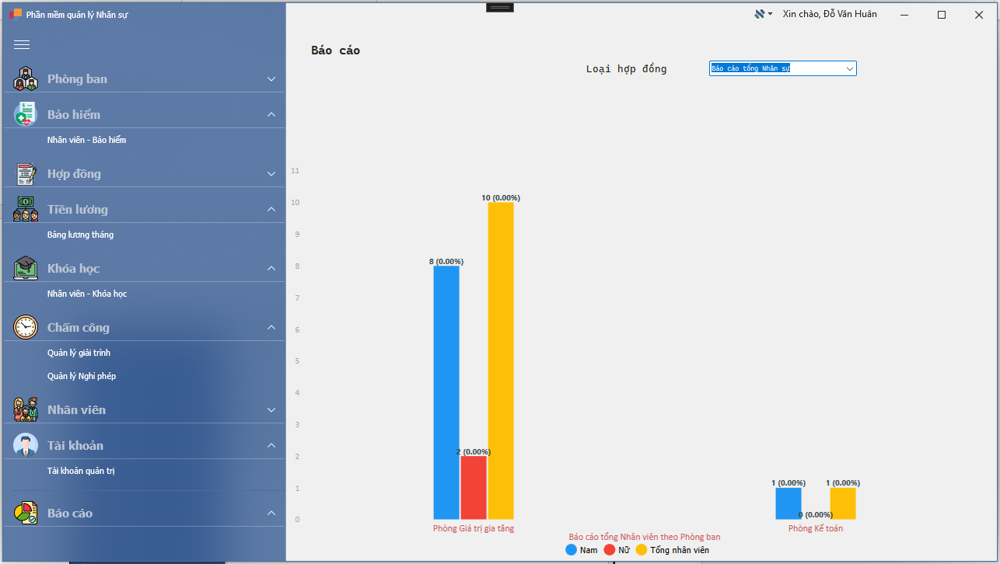 Phần mềm quản lý Nhân sự
Xin chào, Đỗ Văn Huân
Phòng ban
Bảo hiểm
Nhân viên - Bảo hiểm
Hợp đồng
Tiền lương
Bảng lương tháng
Khóa học
Nhân viên - Khóa học
Chấm công
Quản lý giải trình
Quản lý Nghỉ phép
Nhân viên
Tài khoản
Tài khoản quản trị
Báo cáo
Báo cáo
Loại hợp đồng
Báo cáo tổng Nhân sự
11
10
9
8
7
6
5
4
3
2
1
0
10 (0.00%)
8 (0.00%)
2 (0.00%)
1 (0.00%)
1 (0.00%)
0 (0.00%)
Phòng Giá trị gia tăng
Phòng Kế toán
Báo cáo tổng Nhân viên theo Phòng ban
Nam
Nữ
Tổng nhân viên